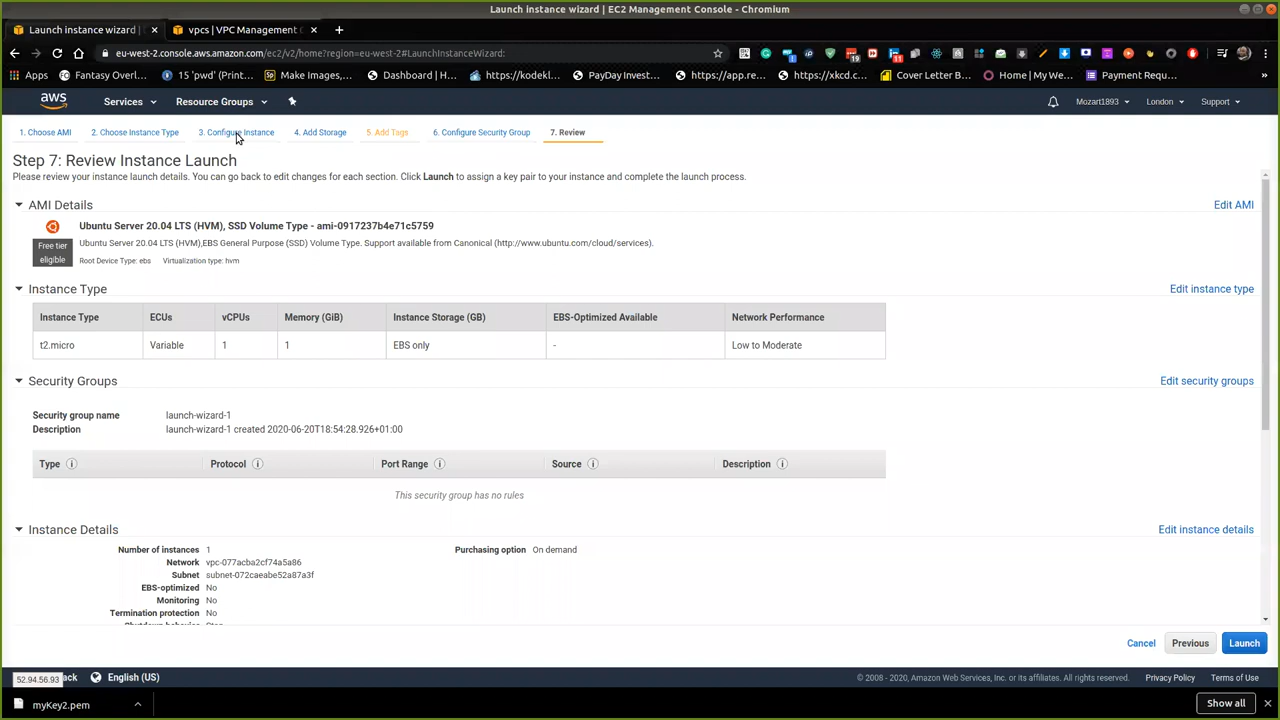 Launch instance wizard | EC2 Management Console - Chromium
Launch instance wizard | vpcs | VPC Management
eu-west-2.console.aws.amazon.com/ec2/v2/home?region=eu-west-2#LaunchInstanceWizard:
Apps Fantasy Overl... 15 'pwd' (Print... Make Images,... Dashboard | H... https://kodekl... PayDay Invest... https://app.re... https://xkcd.c... Cover Letter B... Home | My We... Payment Requ... »
aws Services Resource Groups Mozart1893 London Support
1. Choose AMI 2. Choose Instance Type 3. Configure Instance 4. Add Storage 5. Add Tags 6. Configure Security Group 7. Review
Step 7: Review Instance Launch
Please review your instance launch details. You can go back to edit changes for each section. Click Launch to assign a key pair to your instance and complete the launch process.
AMI Details Edit AMI
Ubuntu Server 20.04 LTS (HVM), SSD Volume Type - ami-0917237b4e71c5759
Free tier eligible
Ubuntu Server 20.04 LTS (HVM),EBS General Purpose (SSD) Volume Type. Support available from Canonical (http://www.ubuntu.com/cloud/services).
Root Device Type: ebs Virtualization type: hvm
Instance Type Edit instance type
Instance Type ECUs vCPUs Memory (GiB) Instance Storage (GB) EBS-Optimized Available Network Performance
t2.micro Variable 1 1 EBS only - Low to Moderate
Security Groups Edit security groups
Security group name launch-wizard-1
Description launch-wizard-1 created 2020-06-20T18:54:28.926+01:00
Type Protocol Port Range Source Description
This security group has no rules
Instance Details Edit instance details
Number of instances 1 Purchasing option On demand
Network vpc-077acba2cf74a5a86
Subnet subnet-072caeabe52a87a3f
EBS-optimized No
Monitoring No
Termination protection No
Cancel Previous Launch
52.94.56.93 English (US) © 2008 - 2020, Amazon Web Services, Inc. or its affiliates. All rights reserved. Privacy Policy Terms of Use
myKey2.pem Show all